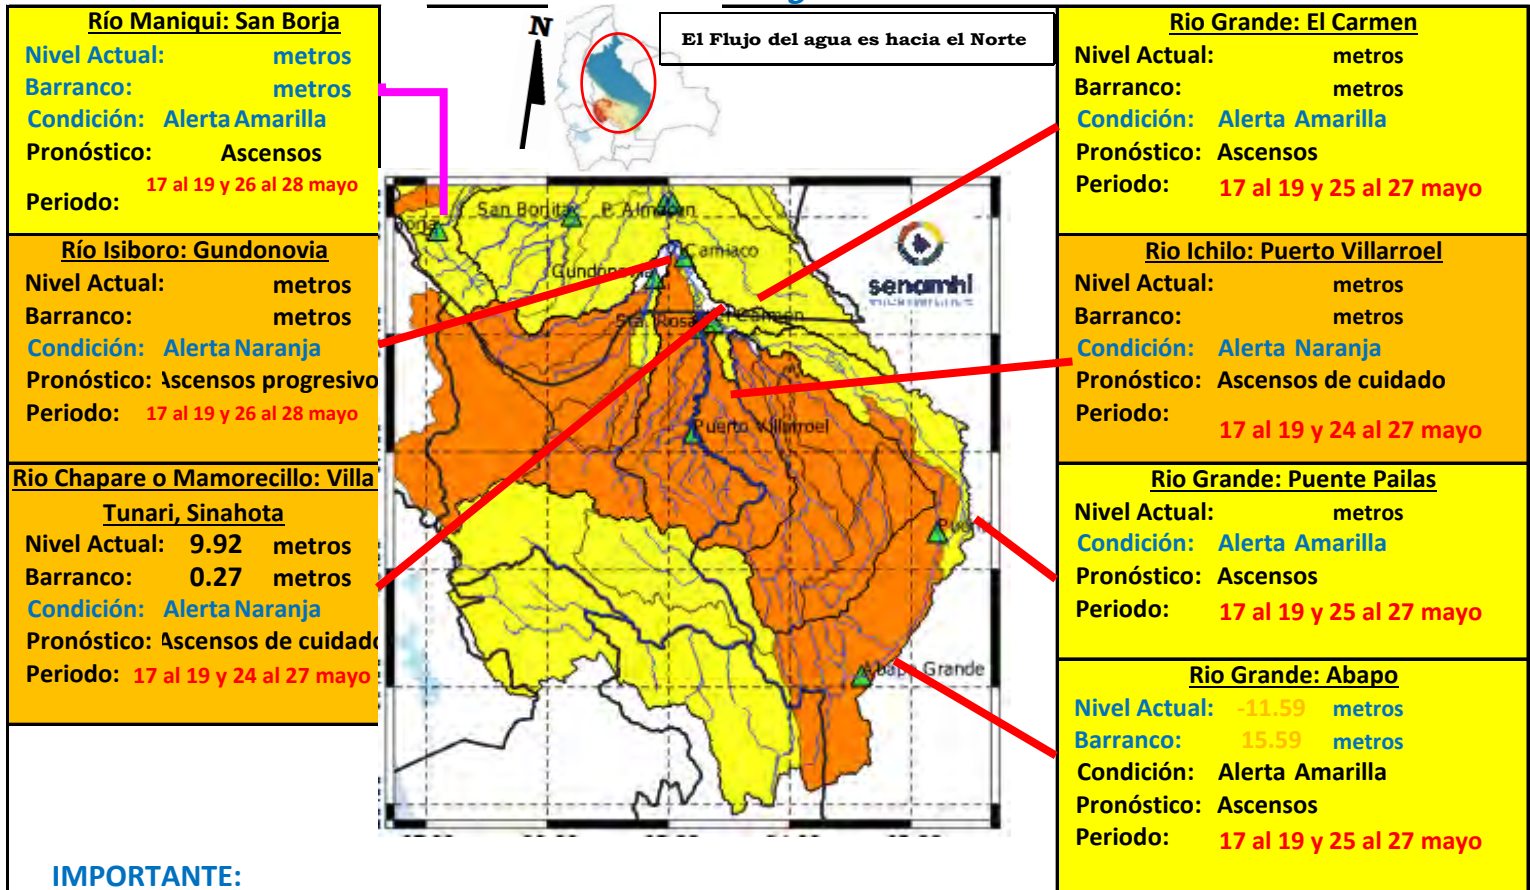 Río Maniqui: San Borja
Nivel Actual: metros
Barranco: metros
Condición: Alerta Amarilla
Pronóstico: Ascensos
Periodo: 17 al 19 y 26 al 28 mayo
Río Isiboro: Gundonovia
Nivel Actual: metros
Barranco: metros
Condición: Alerta Naranja
Pronóstico: Ascensos progresivo
Periodo: 17 al 19 y 26 al 28 mayo
Rio Chapare o Mamorecillo: Villa
Tunari, Sinahota
Nivel Actual: 9.92 metros
Barranco: 0.27 metros
Condición: Alerta Naranja
Pronóstico: Ascensos de cuidado
Periodo: 17 al 19 y 24 al 27 mayo
IMPORTANTE:
N
El Flujo del agua es hacia el Norte
San Borjita
P. Almacen
Camiaco
Sta. Rosa
Puerto Villarroel
Abapo Grande
senamhi
Rio Grande: El Carmen
Nivel Actual: metros
Barranco: metros
Condición: Alerta Amarilla
Pronóstico: Ascensos
Periodo: 17 al 19 y 25 al 27 mayo
Rio Ichilo: Puerto Villarroel
Nivel Actual: metros
Barranco: metros
Condición: Alerta Naranja
Pronóstico: Ascensos de cuidado
Periodo:
17 al 19 y 24 al 27 mayo
Rio Grande: Puente Pailas
Nivel Actual: metros
Condición: Alerta Amarilla
Pronóstico: Ascensos
Periodo: 17 al 19 y 25 al 27 mayo
Rio Grande: Abapo
Nivel Actual: -11.59 metros
Barranco: 15.59 metros
Condición: Alerta Amarilla
Pronóstico: Ascensos
Periodo: 17 al 19 y 25 al 27 mayo